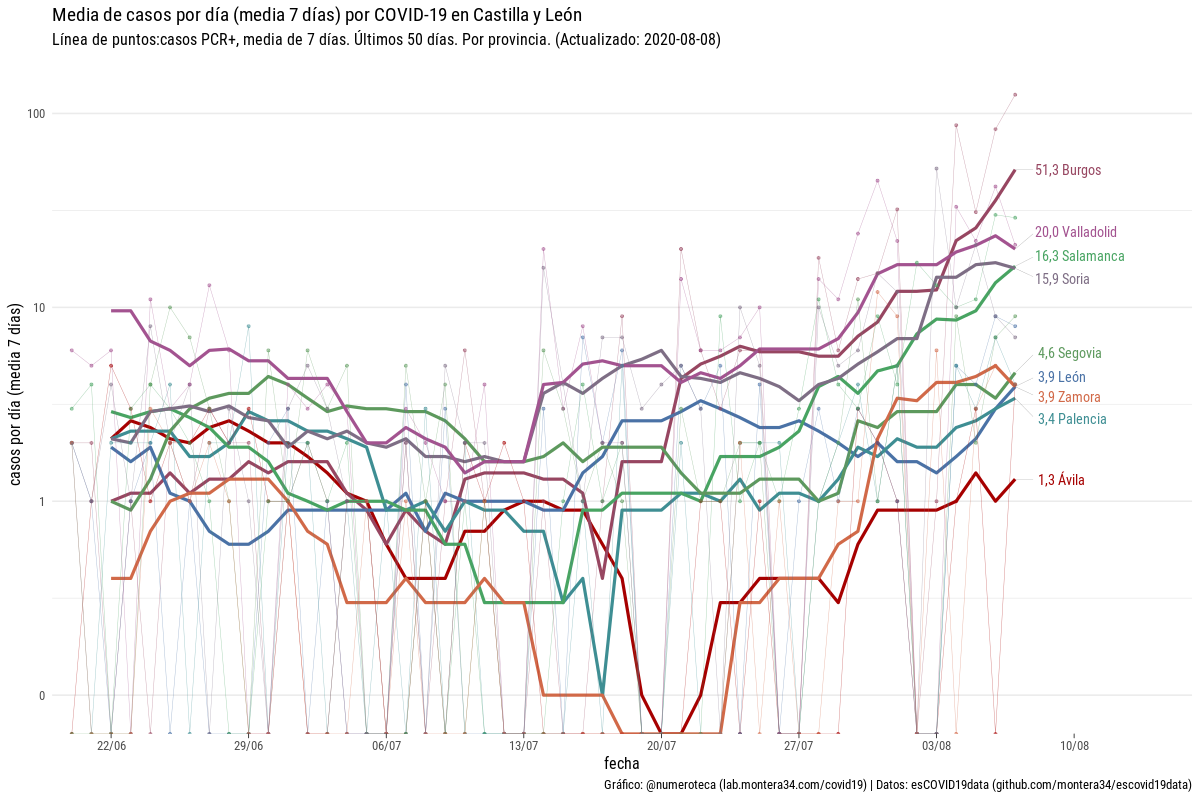 Media de casos por día (media 7 días) por COVID-19 en Castilla y León
Línea de puntos:casos PCR+, media de 7 días. Últimos 50 días. Por provincia. (Actualizado: 2020-08-08)
casos por día (media 7 días)
100
10
1
0
51,3 Burgos
20,0 Valladolid
16,3 Salamanca
15,9 Soria
4,6 Segovia
3,9 León
3,9 Zamora
3,4 Palencia
1,3 Ávila
22/06 29/06 06/07 13/07 20/07 27/07 03/08 10/08
fecha
Gráfico: @numeroteca (lab.montera34.com/covid19) | Datos: esCOVID19data (github.com/montera34/escovid19data)